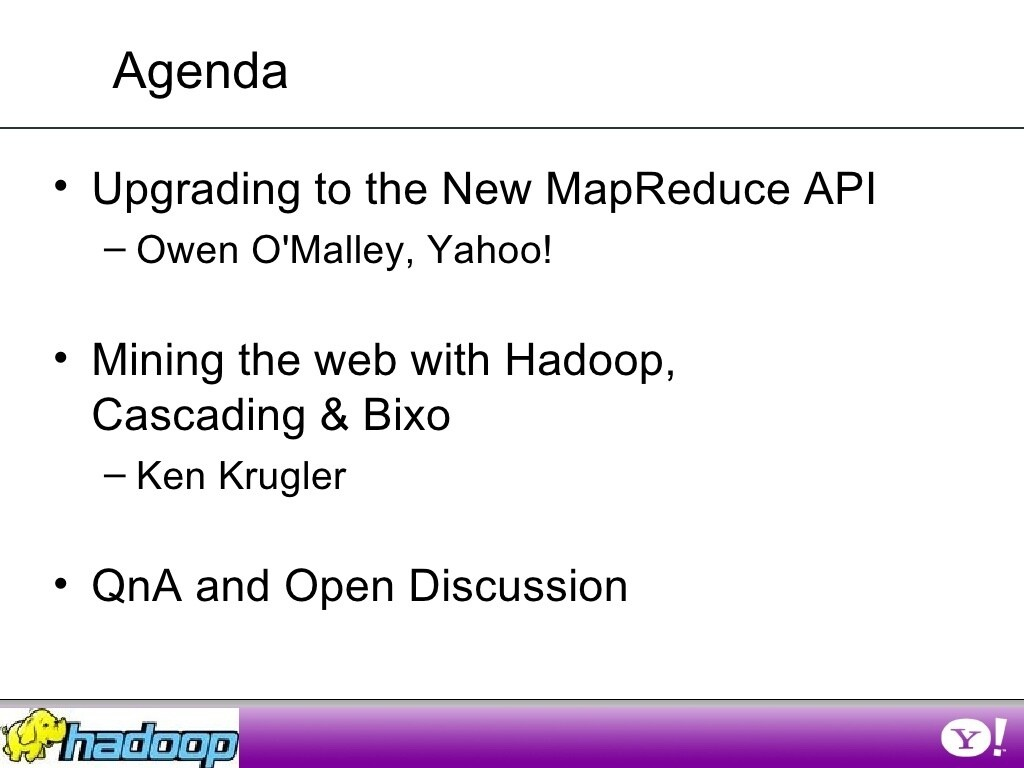 Agenda
• Upgrading to the New MapReduce API
– Owen O'Malley, Yahoo!
• Mining the web with Hadoop,
Cascading & Bixo
– Ken Krugler
• QnA and Open Discussion
hadoop
Y!